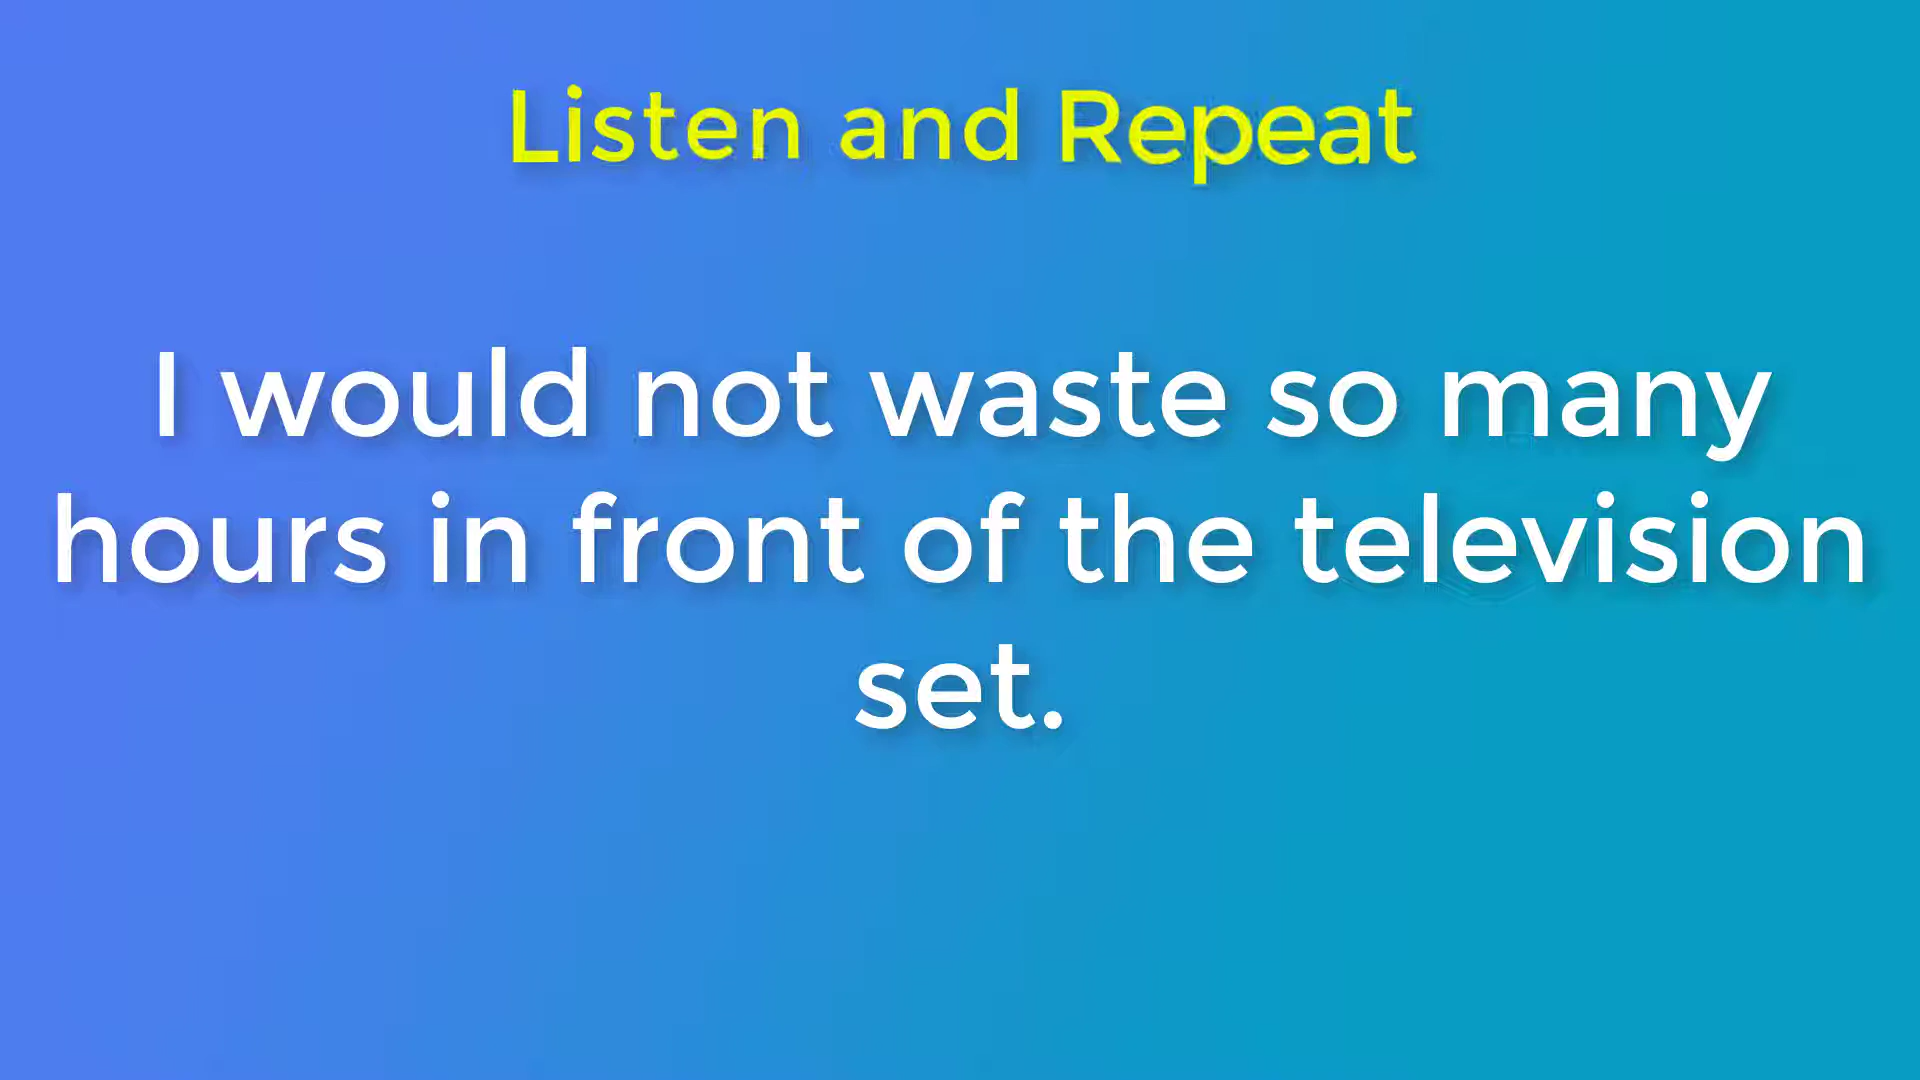 Listen and Repeat
I would not waste so many
hours in front of the television
set.